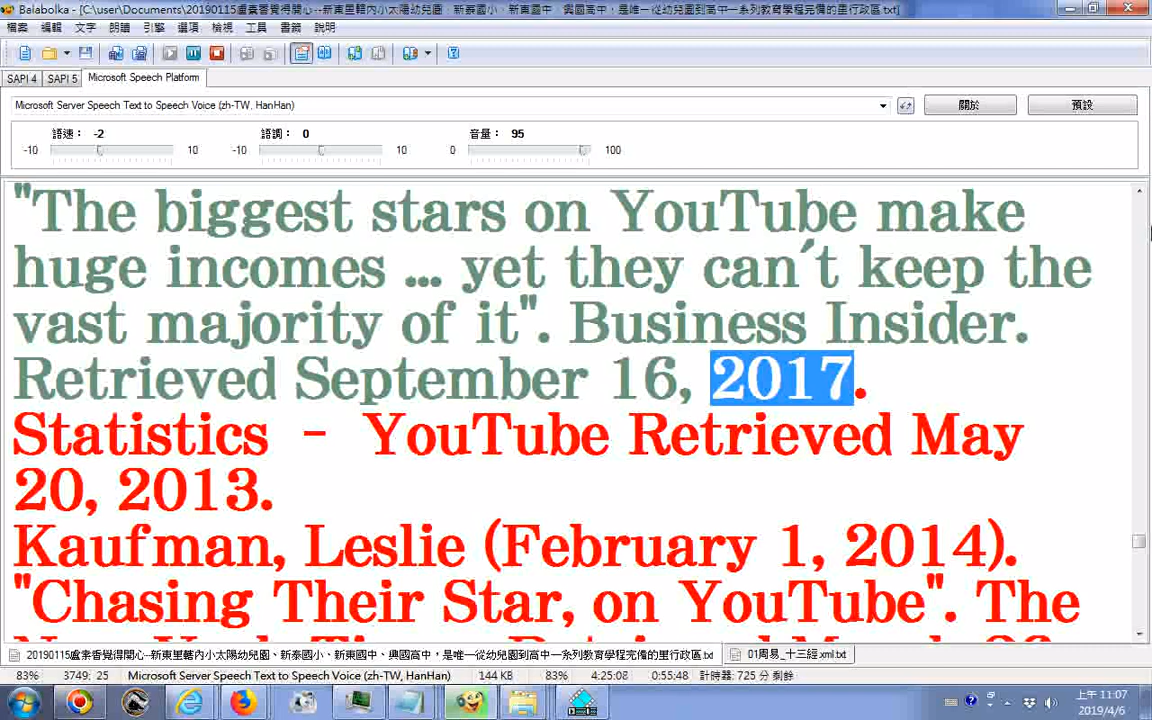 Balabolka - [C:\user\Documents\20190115盧素香覺得開心--新東里轄內小太陽幼兒園、新泰國小、新東國中、興國高中，是唯一從幼兒園到高中一系列教育學程完備的里行政區.txt]
檔案 編輯 文字 朗讀 引擎 選項 檢視 工具 書籤 說明
SAPI 4 SAPI 5 Microsoft Speech Platform
Microsoft Server Speech Text to Speech Voice (zh-TW, HanHan) 關於 預設
語速： -2 語調： 0 音量： 95
-10 10 -10 10 0 100
"The biggest stars on YouTube make
huge incomes ... yet they can't keep the
vast majority of it". Business Insider.
Retrieved September 16, 2017.
Statistics - YouTube Retrieved May
20, 2013.
Kaufman, Leslie (February 1, 2014).
"Chasing Their Star, on YouTube". The
20190115盧素香覺得開心--新東里轄內小太陽幼兒園、新泰國小、新東國中、興國高中，是唯一從幼兒園到高中一系列教育學程完備的里行政區.txt 01周易_十三經.xml.txt
83% 3749: 25 Microsoft Server Speech Text to Speech Voice (zh-TW, HanHan) 144 KB 83% 4:25:08 0:55:48 計時器: 725 分 剩餘
上午 11:07
2019/4/6